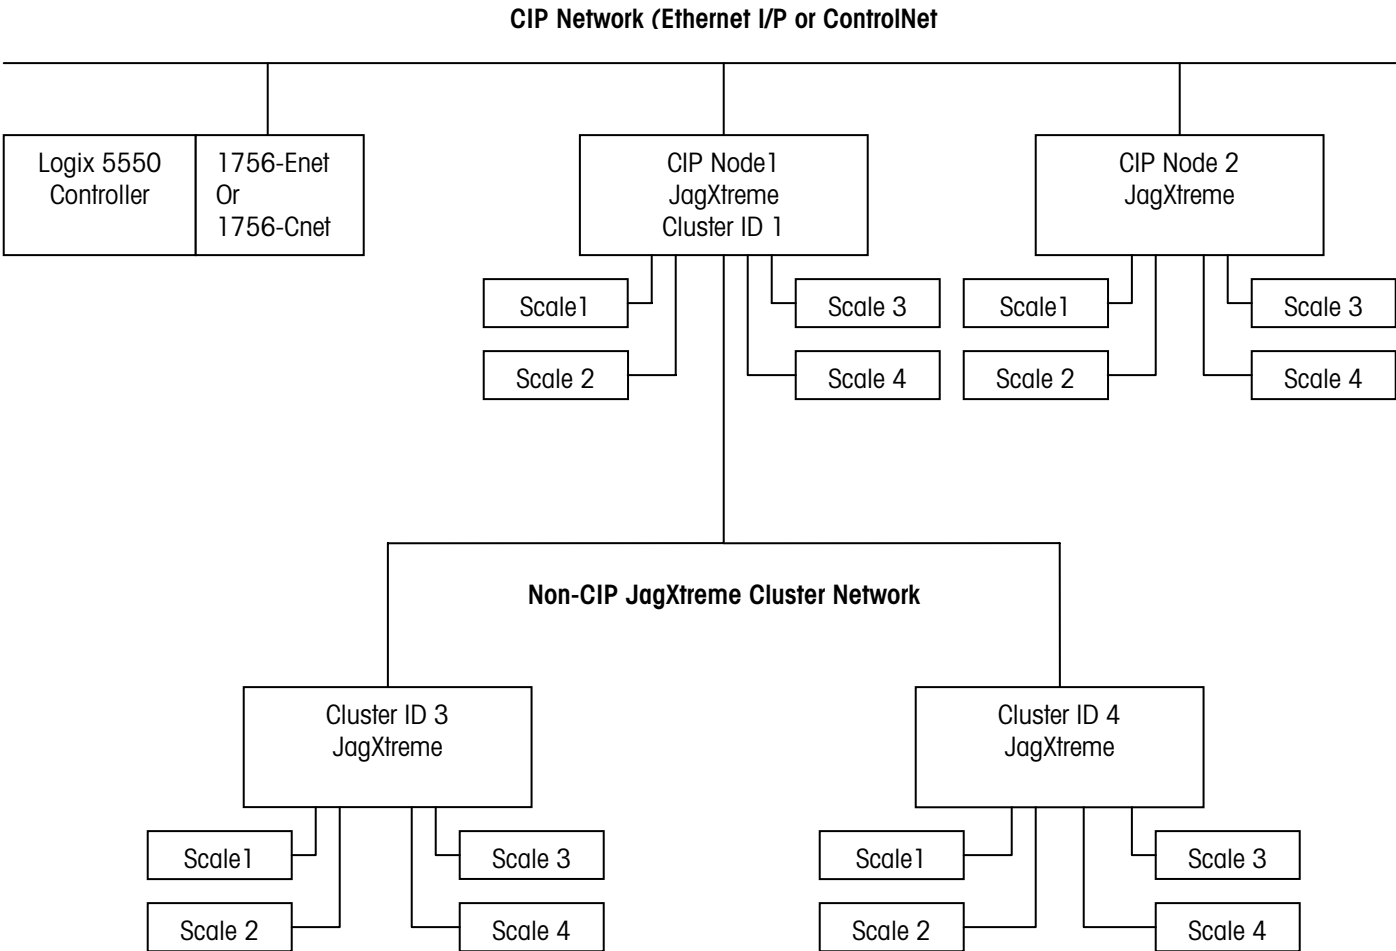 CIP Network (Ethernet I/P or ControlNet
Logix 5550
Controller
1756-Enet
Or
1756-Cnet
CIP Node1
JagXtreme
Cluster ID 1
CIP Node 2
JagXtreme
Scale1
Scale 3
Scale1
Scale 3
Scale 2
Scale 4
Scale 2
Scale 4
Non-CIP JagXtreme Cluster Network
Cluster ID 3
JagXtreme
Cluster ID 4
JagXtreme
Scale1
Scale 3
Scale1
Scale 3
Scale 2
Scale 4
Scale 2
Scale 4